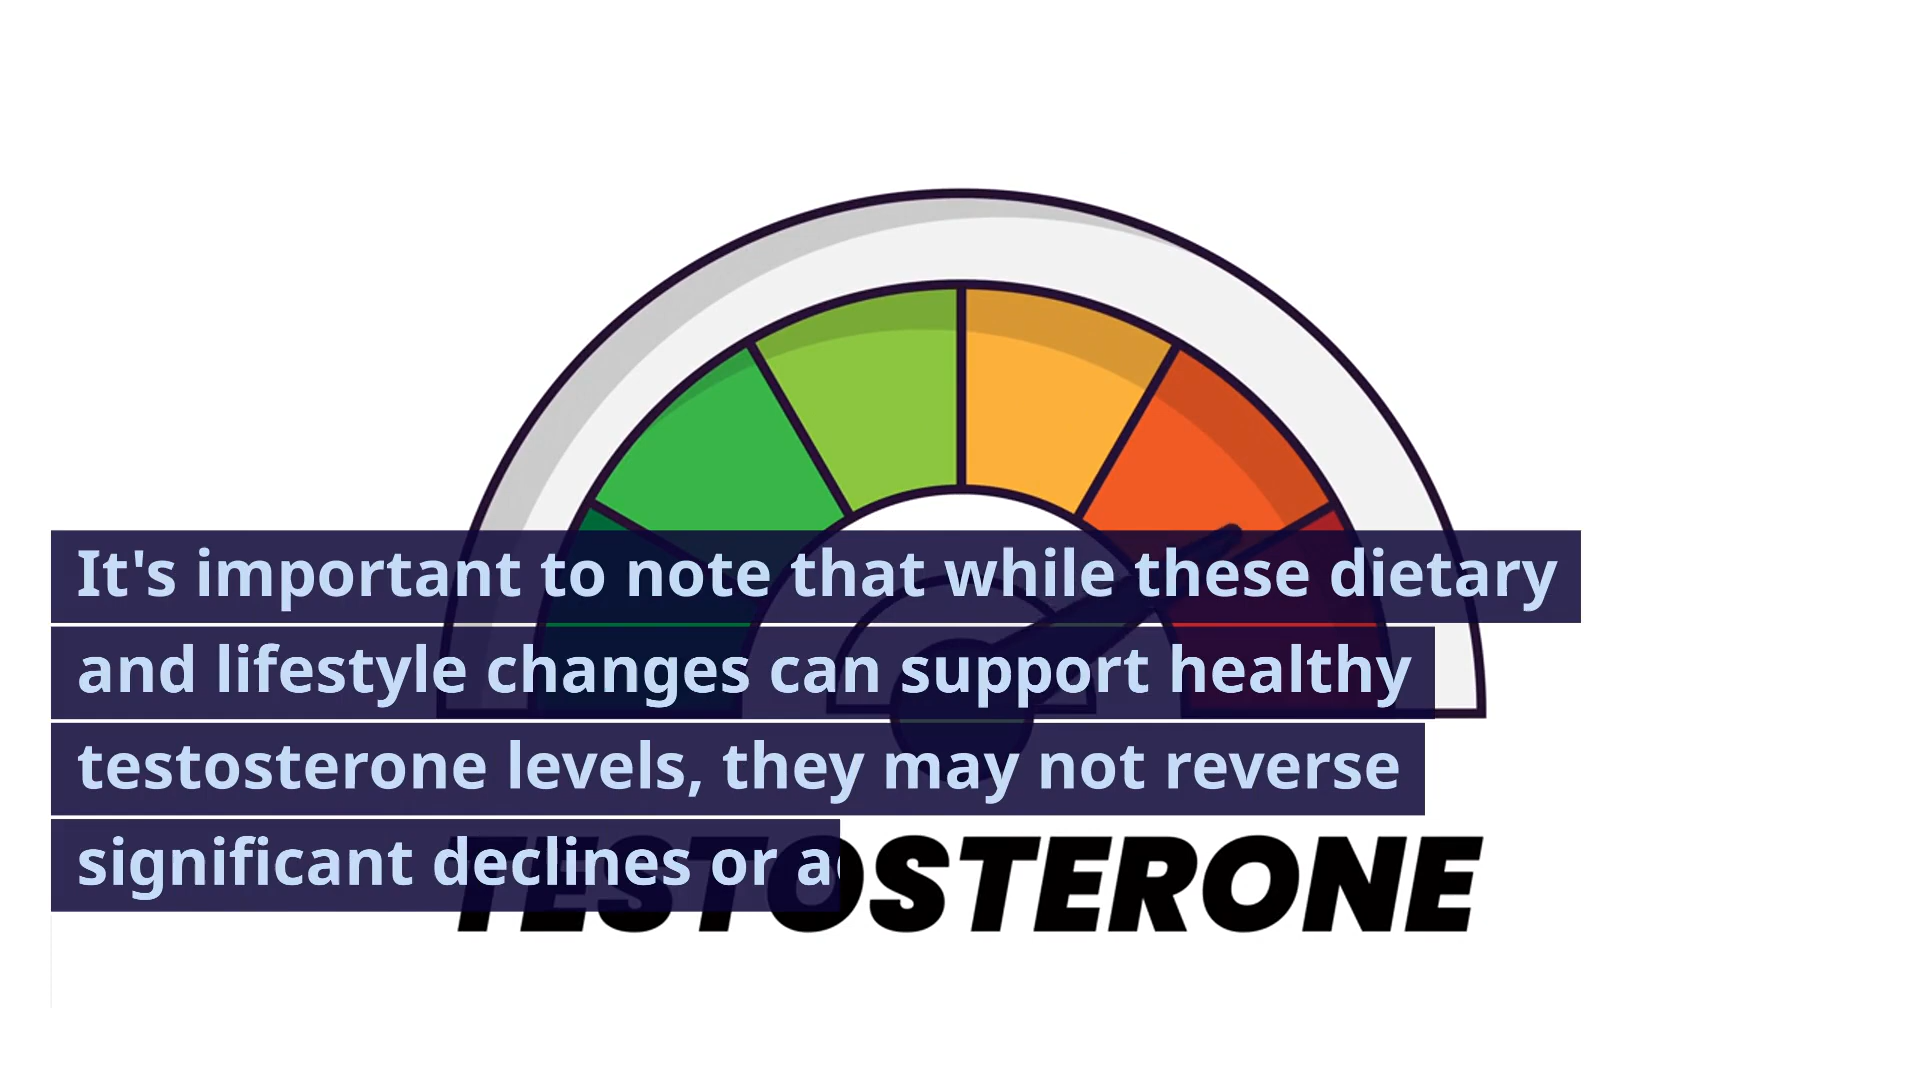 It's important to note that while these dietary
and lifestyle changes can support healthy
testosterone levels, they may not reverse
significant declines or
TESTOSTERONE